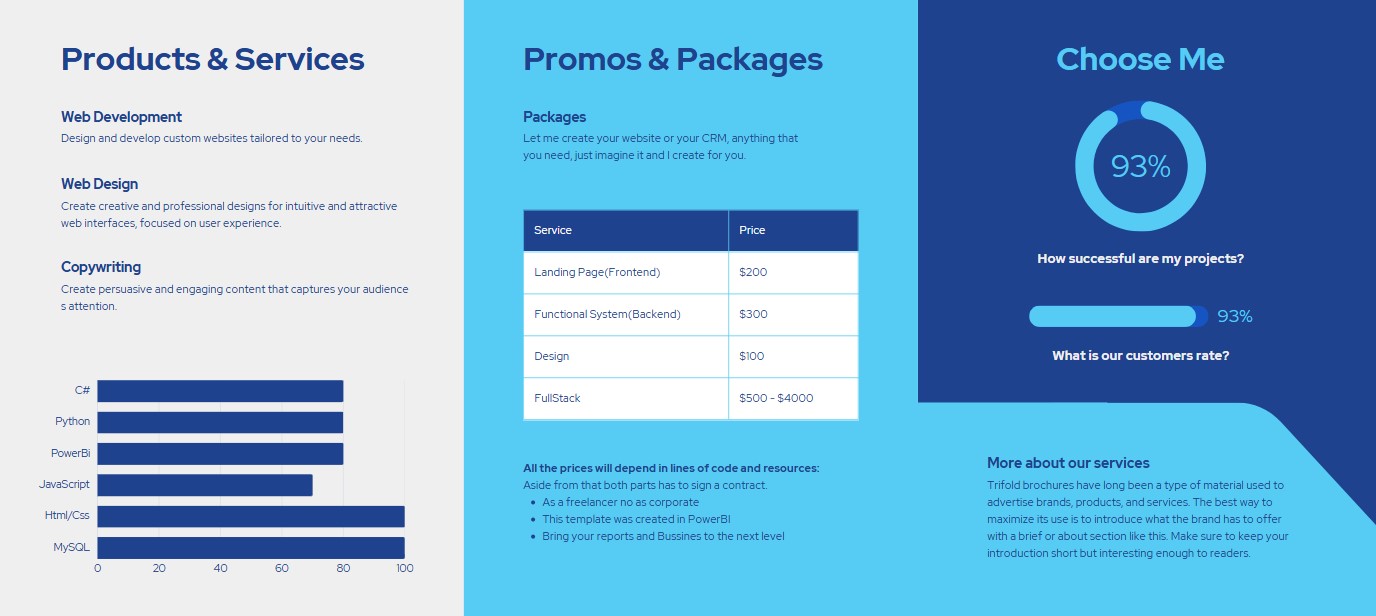 Products & Services
Web Development
Design and develop custom websites tailored to your needs.
Web Design
Create creative and professional designs for intuitive and attractive
web interfaces, focused on user experience.
Copywriting
Create persuasive and engaging content that captures your audience
s attention.
C#
Python
PowerBi
JavaScript
Html/Css
MySQL
0 20 40 60 80 100
Promos & Packages
Packages
Let me create your website or your CRM, anything that
you need, just imagine it and I create for you.
Service Price
Landing Page(Frontend) $200
Functional System(Backend) $300
Design $100
FullStack $500 - $4000
All the prices will depend in lines of code and resources:
Aside from that both parts has to sign a contract.
• As a freelancer no as corporate
• This template was created in PowerBI
• Bring your reports and Bussines to the next level
Choose Me
93%
How successful are my projects?
93%
What is our customers rate?
More about our services
Trifold brochures have long been a type of material used to
advertise brands, products, and services. The best way to
maximize its use is to introduce what the brand has to offer
with a brief or about section like this. Make sure to keep your
introduction short but interesting enough to readers.